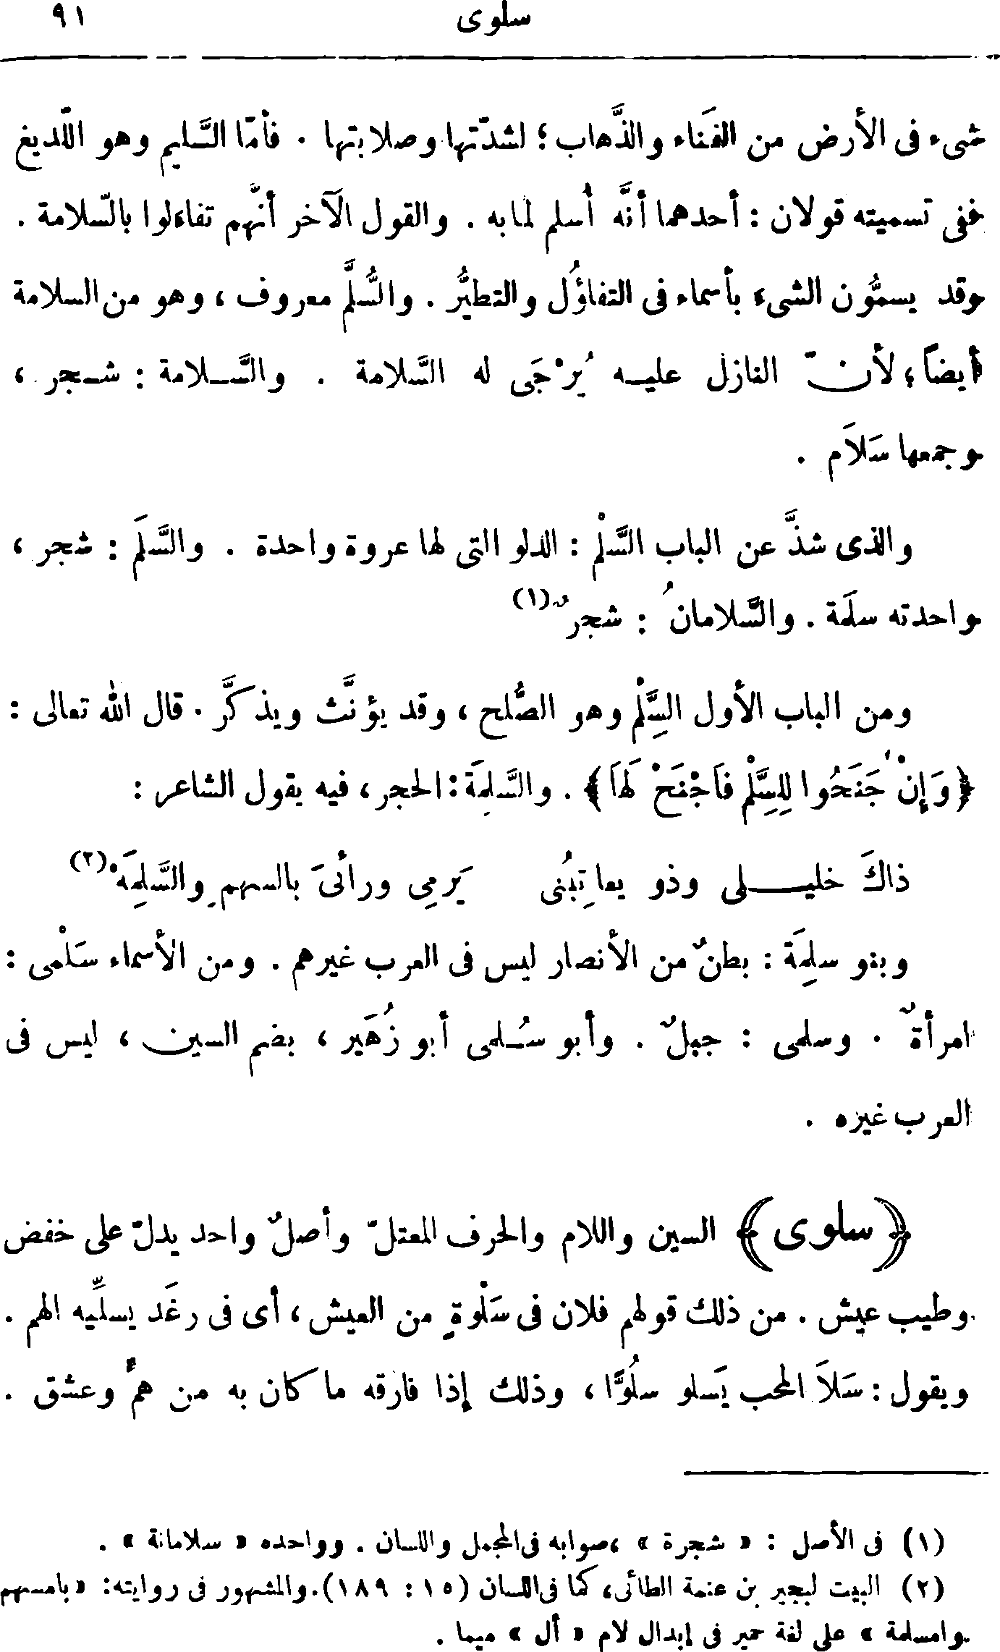 سلوى ٩١
شىء فى الأرض من الفَناء والذَّهاب؛ لشدّتها وصلابتها . فأمّا السَّليم وهو اللّديغ
ففى تسميته قولان : أحدهما أنَّه أُسلم لما به . والقول الآخر أنَّهم تفاءلوا بالسّلامة .
وقد يسمُّون الشىء بأسماء فى التفاؤُل والتطيُّر . والسُّلَّم معروف ، وهو من السلامة
أيضاً؛ لأنّ النازل عليه يُرْجَى له السَّلامة . والسَّلامة : شجر ،
وجمعها سَلاَم .
والذى شذَّ عن الباب السَّلْم : الدلو التى لها عروة واحدة . والسَّلَم : شجر ،
واحدته سلَمة . والسَّلامانُ : شجرٌ(١)
ومن الباب الأول السِّلْم وهو الصُّلح ، وقد يؤنَّث ويذكَّر . قال الله تعالى :
﴿وَإِنْ جَنَحُوا لِلسِّلْمِ فَاجْنَحْ لَهَا﴾ . والسَّلِمَة: الحجر، فيه يقول الشاعر :
ذاكَ خليلى وذو يعاتِبُنى يَرمِى ورائىَ بالسهمِ والسَّلِمَهْ(٢)
وبنو سلِمَة : بطنٌ من الأنصار ليس فى العرب غيرهم . ومن الأسماء سَلْمى :
امرأةٌ . وسلمى : جبلٌ . وأبو سُلمى أبو زُهَير ، بضم السين ، ليس فى
العرب غيره .
﴿سلوى﴾ السين واللام والحرف المعتلّ وأصلٌ واحد يدلّ على خفض
وطيب عيش . من ذلك قولهم فلان فى سَلْوةٍ من العيش ، أى فى رغَد يسلِّيه الهم .
ويقول : سَلاَ المحب يَسلو سلُوًّا ، وذلك إذا فارقه ما كان به من همٍّ وعشق .
(١) فى الأصل : « شجرة » ،صوابه فى المجمل واللسان . وواحده « سلامانة » .
(٢) البيت لبجير بن عنمة الطائى، كما فى اللسان (١٥ : ١٨٩).والمشهور فى روايته: «بامسهم
وامسلمة » على لغة حمير فى إبدال لام « أل » ميما .